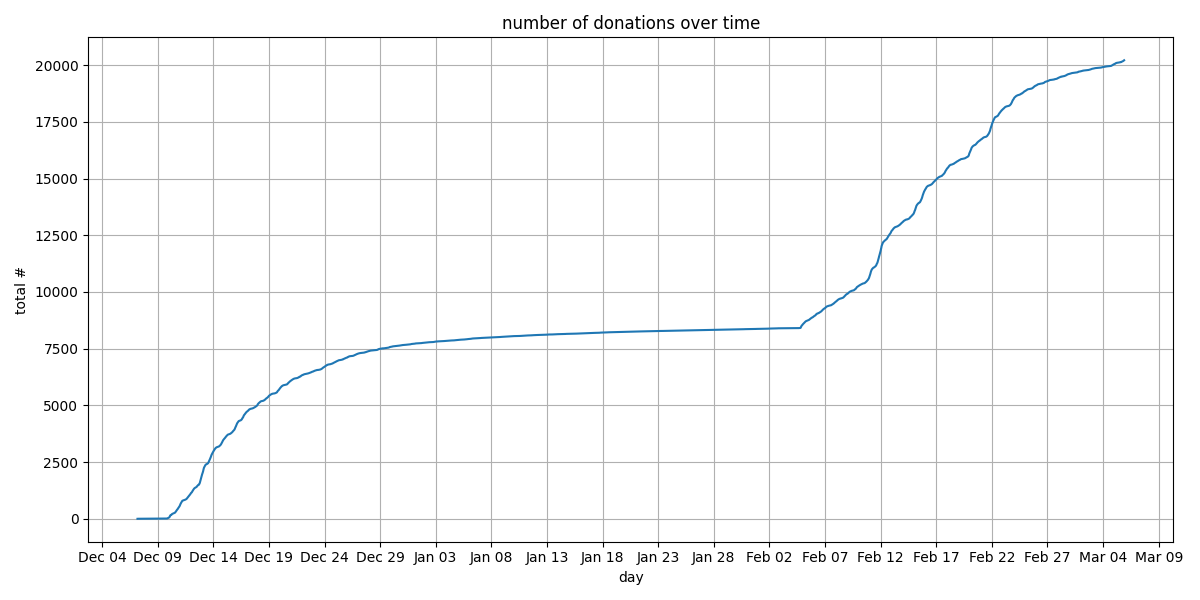 number of donations over time
total #
20000
17500
15000
12500
10000
7500
5000
2500
0
Dec 04 Dec 09 Dec 14 Dec 19 Dec 24 Dec 29 Jan 03 Jan 08 Jan 13 Jan 18 Jan 23 Jan 28 Feb 02 Feb 07 Feb 12 Feb 17 Feb 22 Feb 27 Mar 04 Mar 09
day